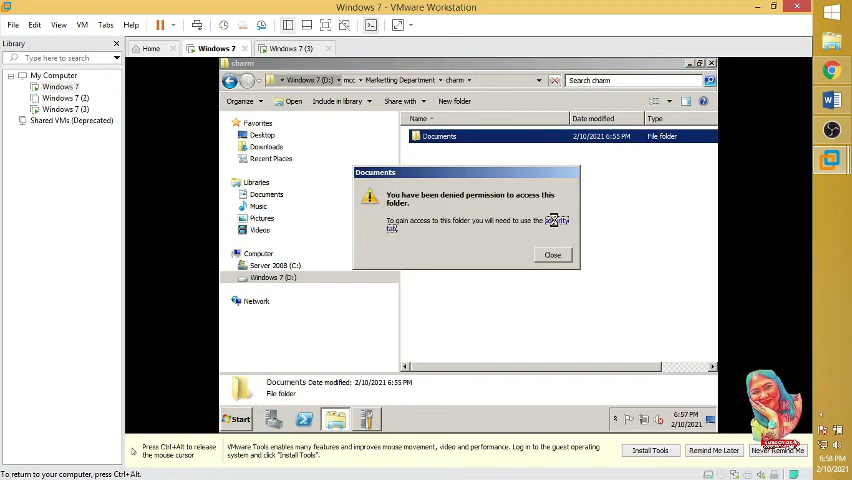 Windows 7 - VMware Workstation
File Edit View VM Tabs Help
Library
Home Windows 7 Windows 7 (3)
Type here to search
My Computer
Windows 7
Windows 7 (2)
Windows 7 (3)
Shared VMs (Deprecated)
charm
Windows 7 (D:) mcc Marketting Department charm Search charm
Organize Open Include in library Share with New folder
Favorites
Desktop
Downloads
Recent Places
Libraries
Documents
Music
Pictures
Videos
Computer
Server 2008 (C:)
Windows 7 (D:)
Network
Name Date modified Type
Documents 2/10/2021 6:55 PM File folder
Documents
You have been denied permission to access this
folder.
To gain access to this folder you will need to use the security
tab.
Close
Documents Date modified: 2/10/2021 6:55 PM
File folder
Start
6:57 PM
2/10/2021
Press Ctrl+Alt to release
the mouse cursor
VMware Tools enables many features and improves mouse movement, video and performance. Log in to the guest operating
system and click "Install Tools".
Install Tools Remind Me Later Never Remind Me
To return to your computer, press Ctrl+Alt.
6:58 PM
2/10/2021